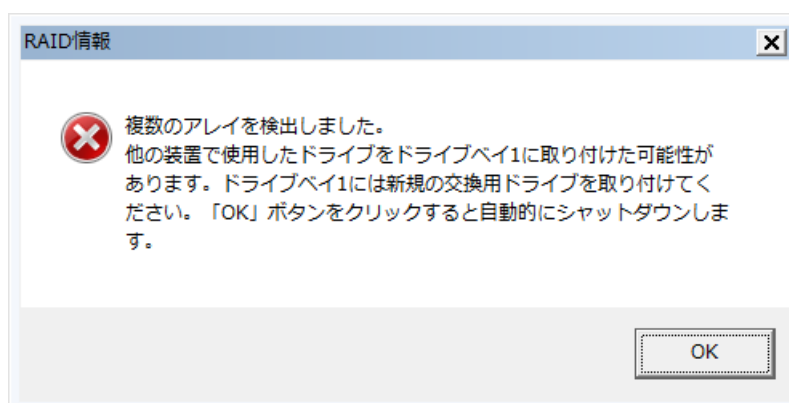 RAID情報
複数のアレイを検出しました。
他の装置で使用したドライブをドライブベイ1に取り付けた可能性が
あります。ドライブベイ1には新規の交換用ドライブを取り付けてく
ださい。「OK」ボタンをクリックすると自動的にシャットダウンしま
す。
OK